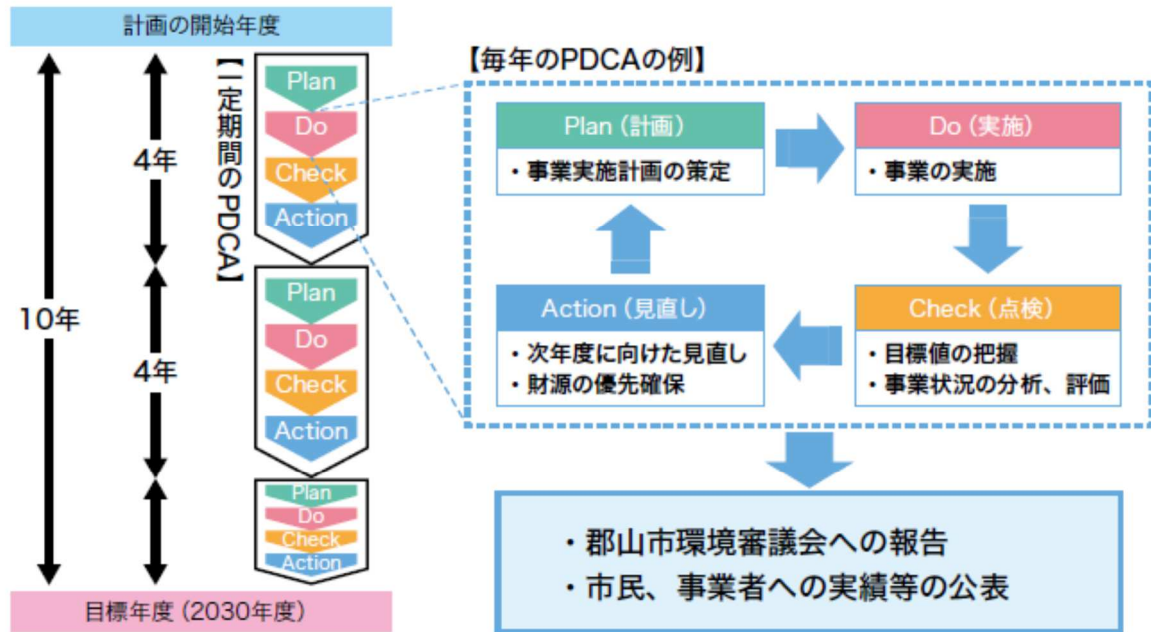 計画の開始年度
10年
4年
4年
【一定期間のPDCA】
Plan
Do
Check
Action
Plan
Do
Check
Action
Plan
Do
Check
Action
目標年度（2030年度）
【毎年のPDCAの例】
Plan（計画）
・事業実施計画の策定
Do（実施）
・事業の実施
Action（見直し）
・次年度に向けた見直し
・財源の優先確保
Check（点検）
・目標値の把握
・事業状況の分析、評価
・郡山市環境審議会への報告
・市民、事業者への実績等の公表